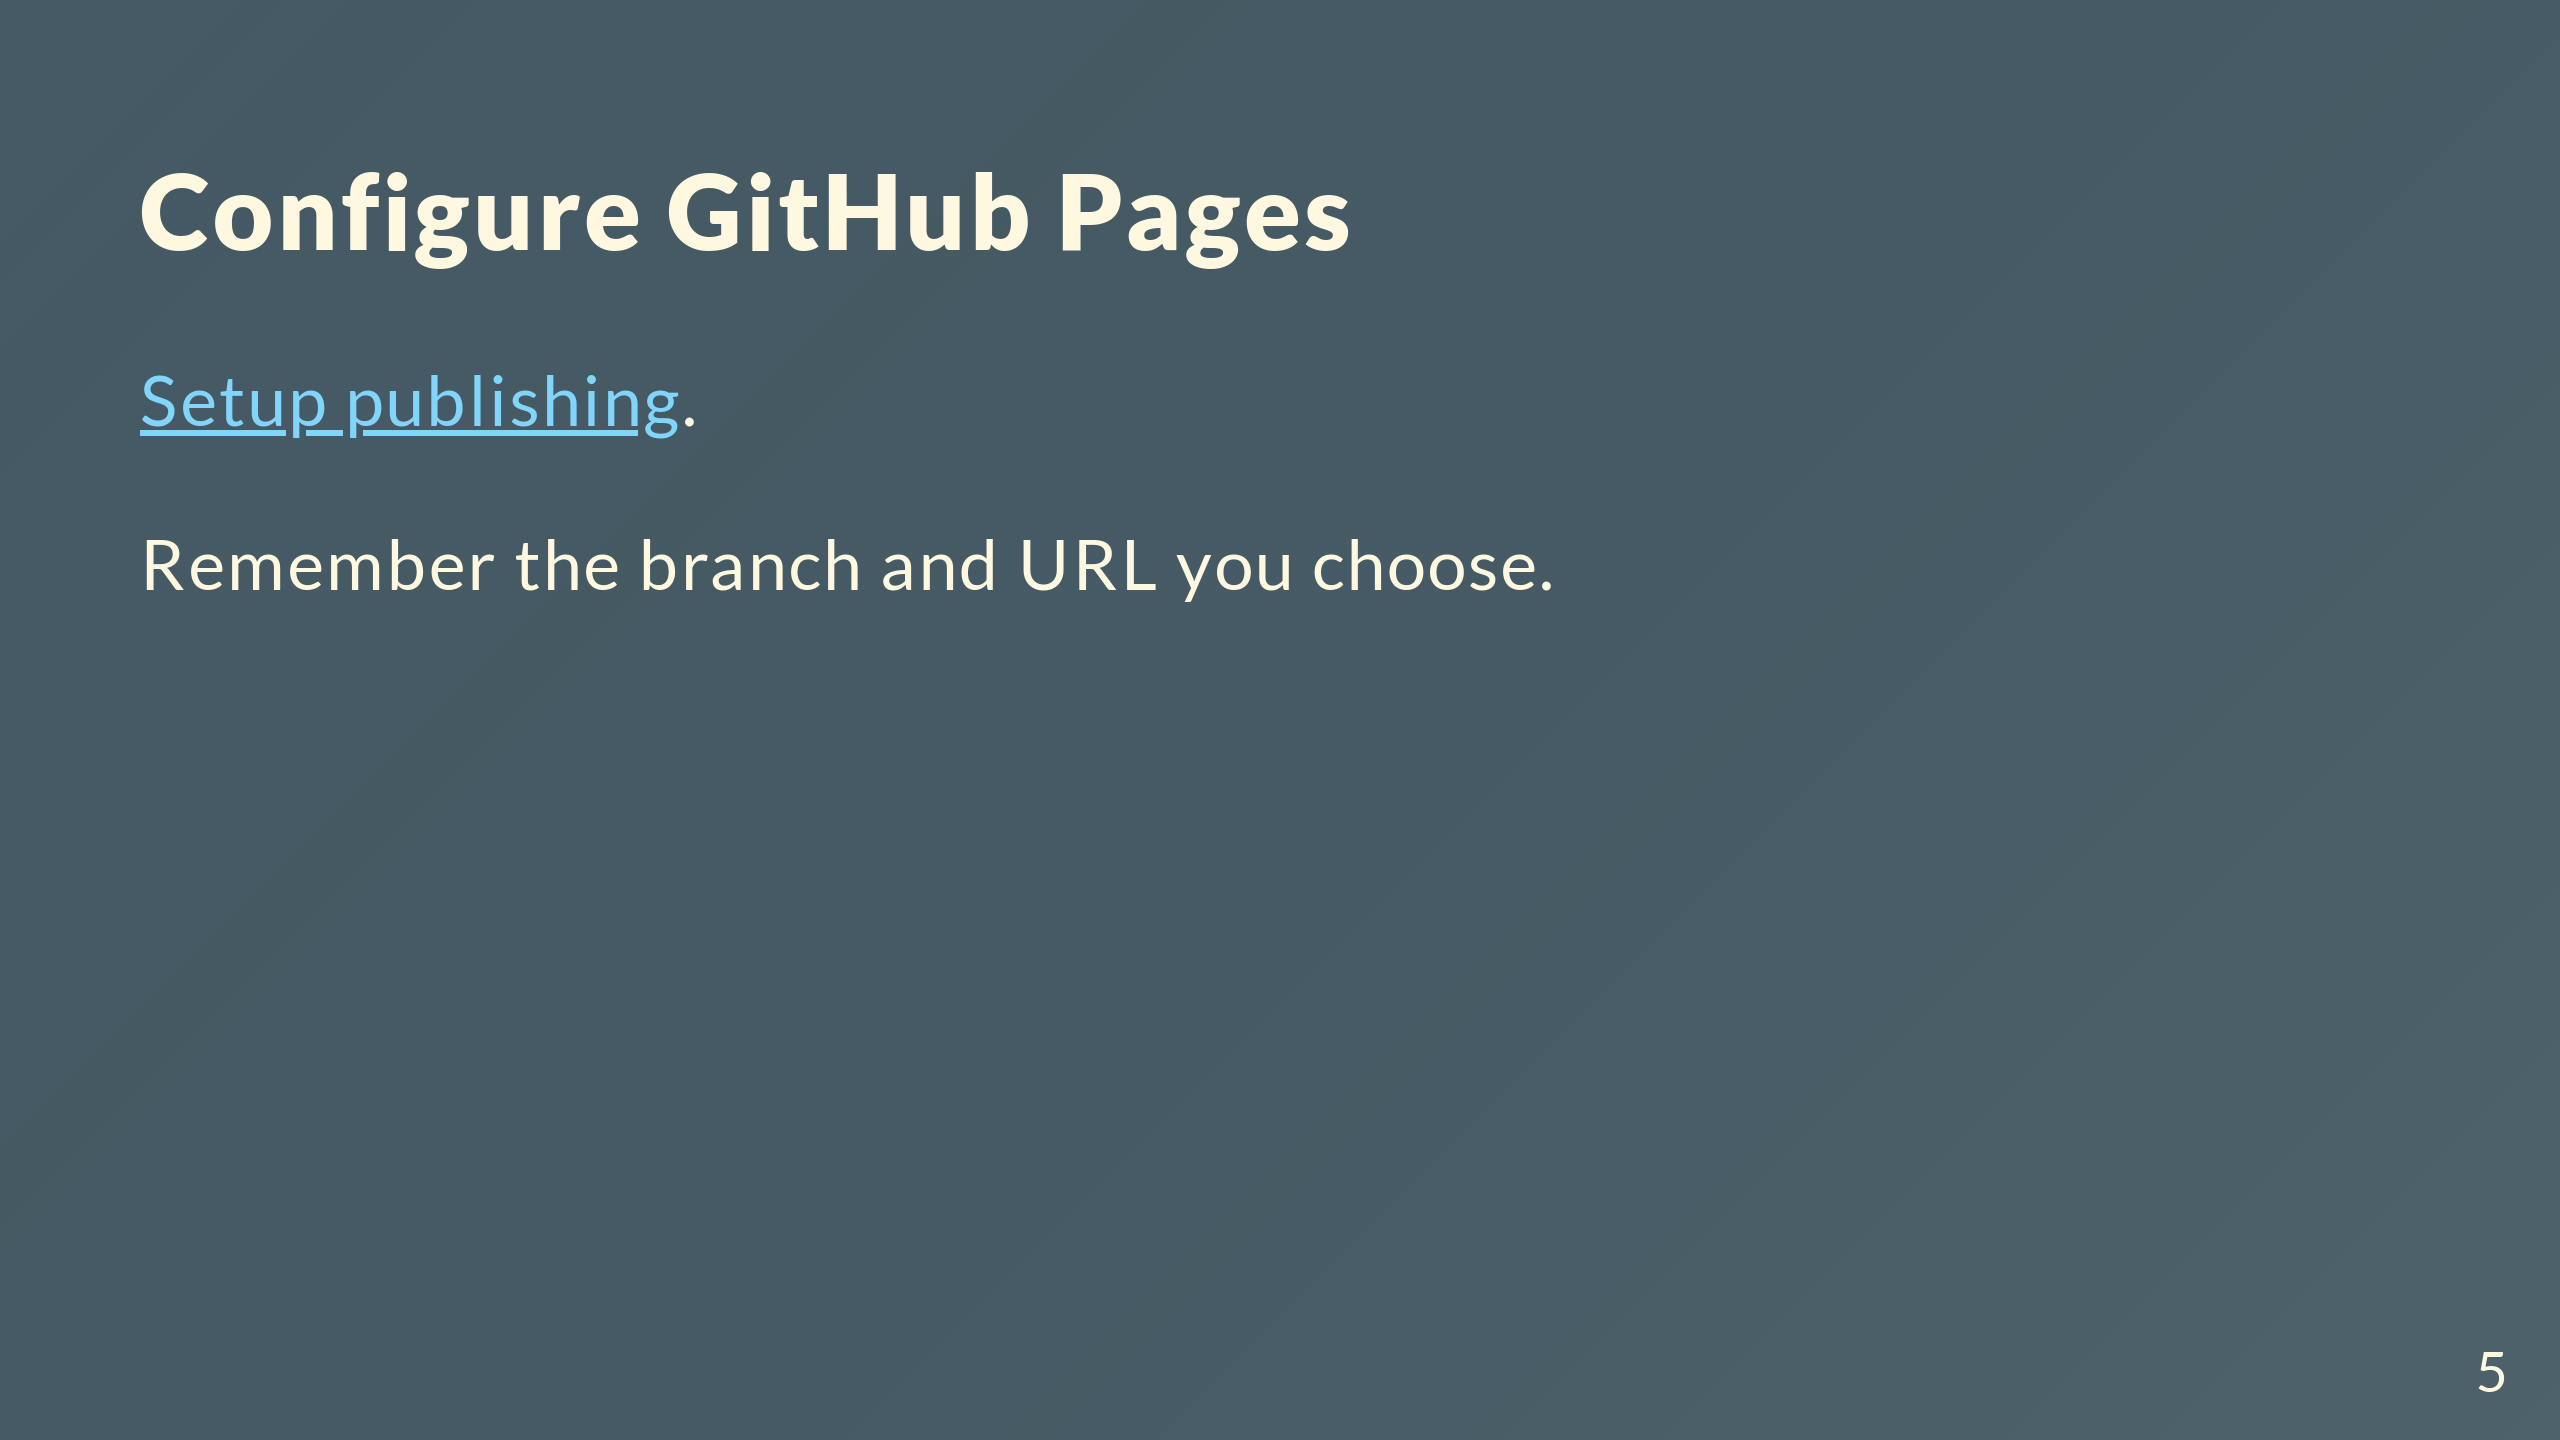 Configure GitHub Pages
Setup publishing.
Remember the branch and URL you choose.
5